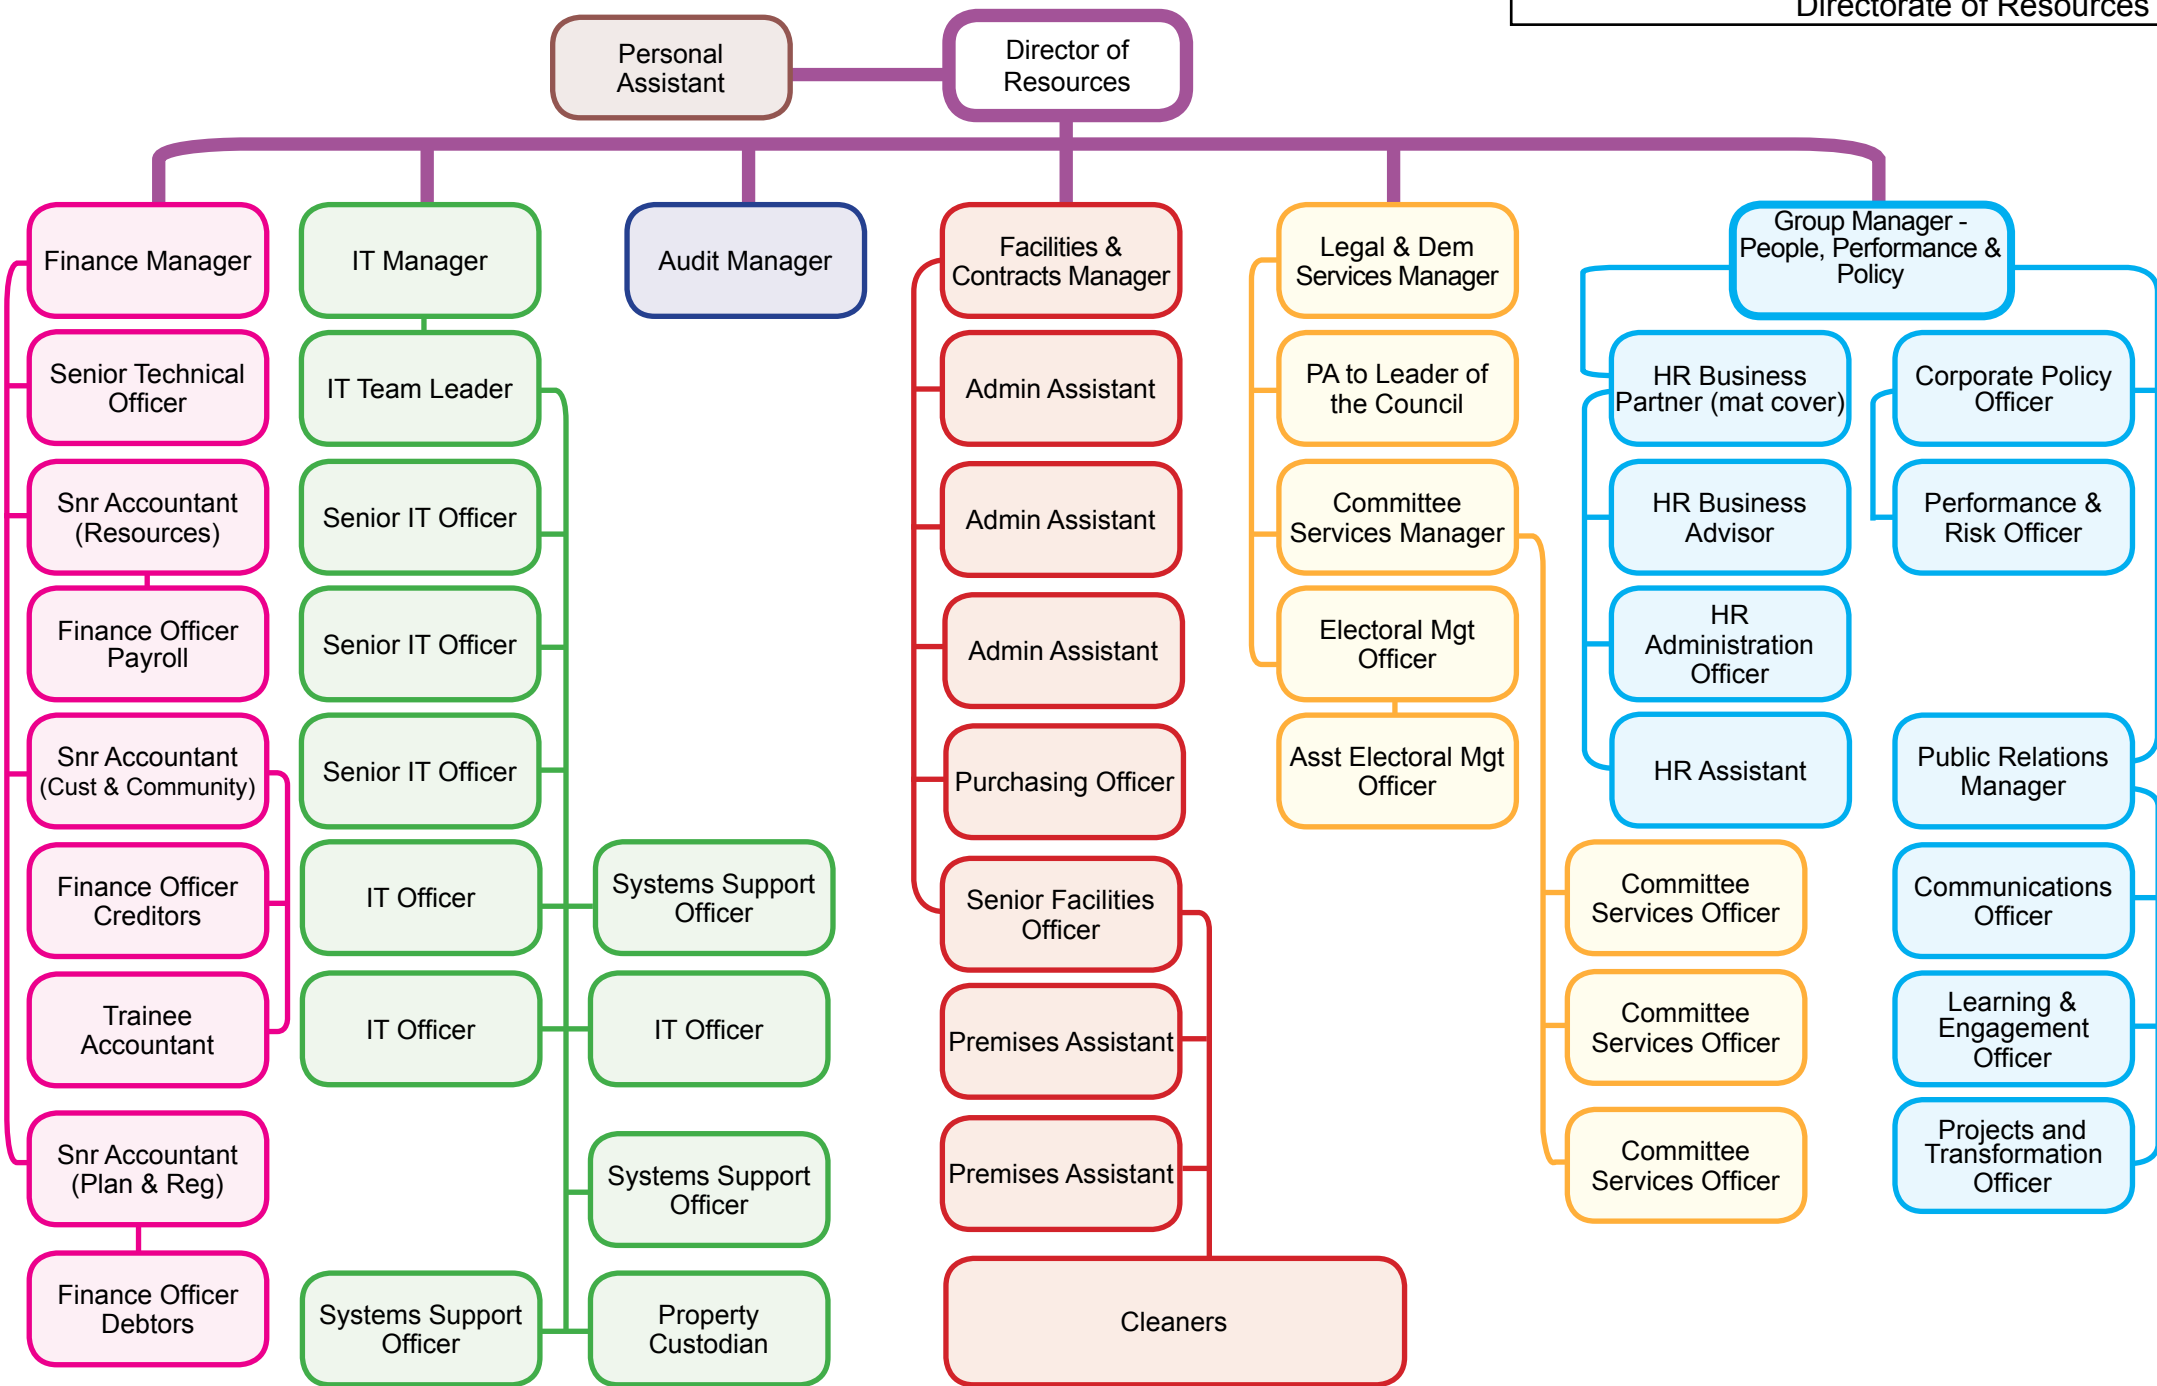 Directorate of Resources
Personal
Assistant
Director of
Resources
Finance Manager
IT Manager
Audit Manager
Facilities &
Contracts Manager
Legal & Dem
Services Manager
Group Manager -
People, Performance &
Policy
Senior Technical
Officer
Snr Accountant
(Resources)
Finance Officer
Payroll
Snr Accountant
(Cust & Community)
Finance Officer
Creditors
Trainee
Accountant
Snr Accountant
(Plan & Reg)
Finance Officer
Debtors
IT Team Leader
Senior IT Officer
Senior IT Officer
Senior IT Officer
IT Officer
Systems Support
Officer
IT Officer
IT Officer
Systems Support
Officer
Systems Support
Officer
Property
Custodian
Admin Assistant
Admin Assistant
Admin Assistant
Purchasing Officer
Senior Facilities
Officer
Premises Assistant
Premises Assistant
Cleaners
PA to Leader of
the Council
Committee
Services Manager
Electoral Mgt
Officer
Asst Electoral Mgt
Officer
Committee
Services Officer
Committee
Services Officer
Committee
Services Officer
HR Business
Partner (mat cover)
HR Business
Advisor
HR
Administration
Officer
HR Assistant
Corporate Policy
Officer
Performance &
Risk Officer
Public Relations
Manager
Communications
Officer
Learning &
Engagement
Officer
Projects and
Transformation
Officer